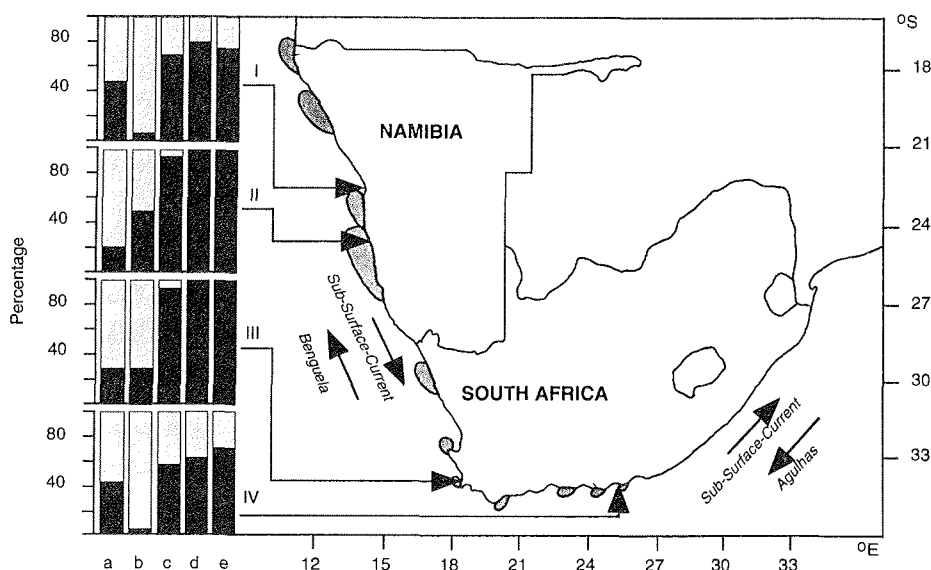 Percentage
80
40
80
40
80
40
80
40
a b c d e
I
II
III
IV
NAMIBIA
SOUTH AFRICA
Sub-Surface-Current
Benguela
Sub-Surface-Current
Agulhas
°S
18
21
24
27
30
33
12 15 18 21 24 27 30 33 °E